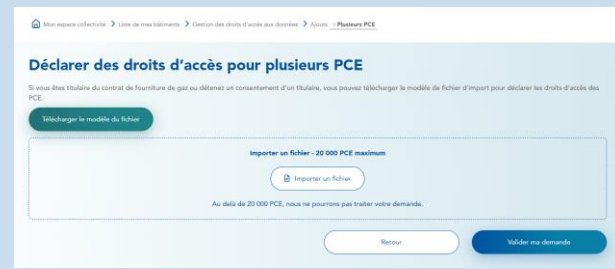 Mon espace collectivité > Liste de mes bâtiments > Gestion des droits d'accès aux données > Ajouts > Plusieurs PCE
Déclarer des droits d'accès pour plusieurs PCE
Si vous êtes titulaire du contrat de fourniture de gaz ou détenez un consentement d'un titulaire, vous pouvez télécharger le modèle de fichier d'import pour déclarer les droits d'accès des
PCE.
Télécharger le modèle du fichier
Importer un fichier - 20 000 PCE maximum
Importer un fichier
Au delà de 20 000 PCE, nous ne pourrons pas traiter votre demande.
Retour
Valider ma demande